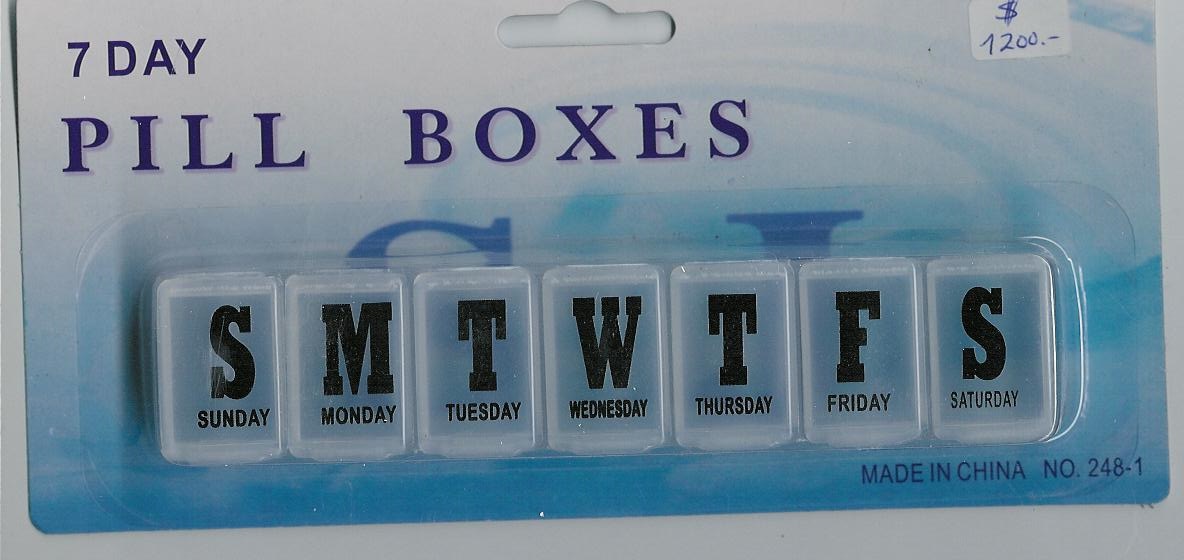 $
1200.-
7 DAY
PILL BOXES
S M T W T F S
SUNDAY MONDAY TUESDAY WEDNESDAY THURSDAY FRIDAY SATURDAY
MADE IN CHINA NO. 248-1